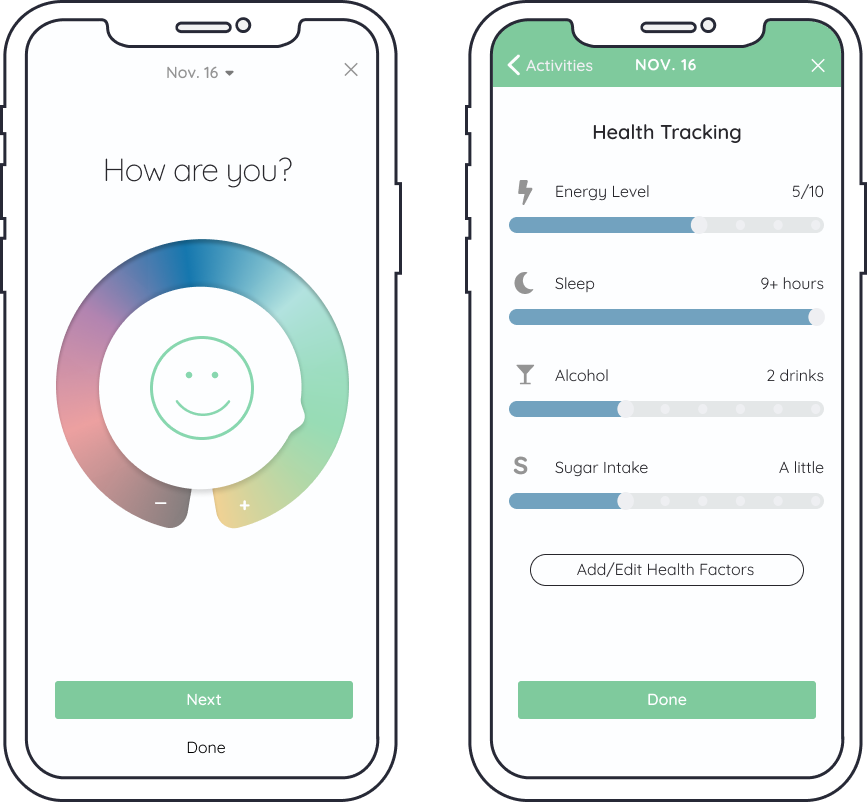 Nov. 16
How are you?
− +
Next
Done
Activities NOV. 16
Health Tracking
Energy Level 5/10
Sleep 9+ hours
Alcohol 2 drinks
S Sugar Intake A little
Add/Edit Health Factors
Done